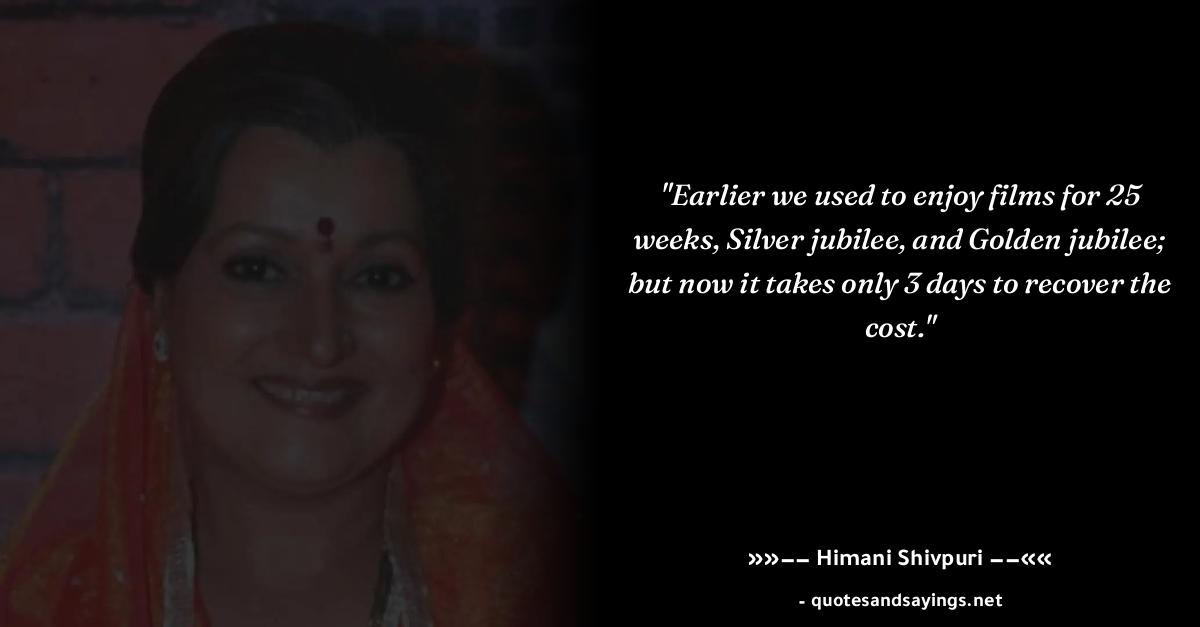 "Earlier we used to enjoy films for 25
weeks, Silver jubilee, and Golden jubilee;
but now it takes only 3 days to recover the
cost."
»»−− Himani Shivpuri −−««
- quotesandsayings.net